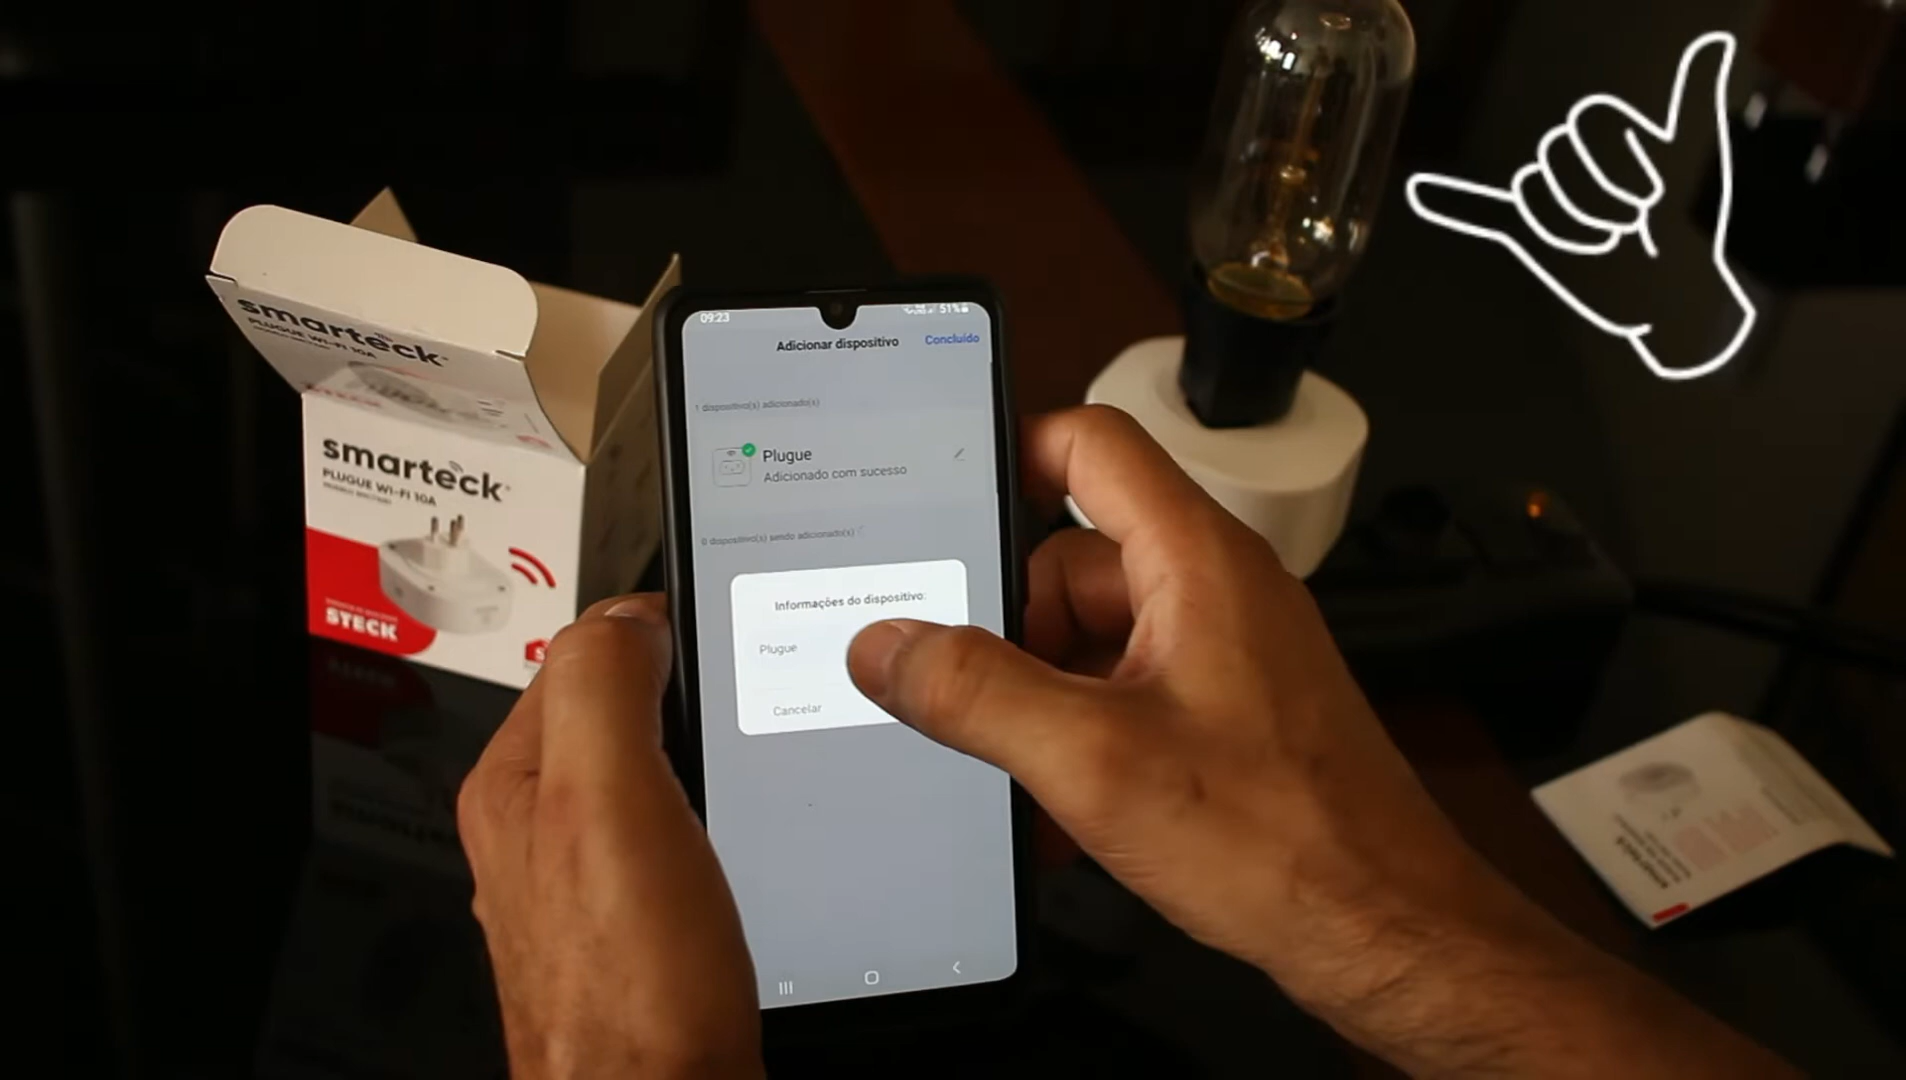 smarteck
PLUGUE WI-FI 10A
smarteck
PLUGUE WI-FI 10A
STECK
09:23
51%
Adicionar dispositivo
Concluído
1 dispositivo(s) adicionado(s)
Plugue
Adicionado com sucesso
0 dispositivo(s) sendo adicionado(s)
Informações do dispositivo:
Plugue
Cancelar